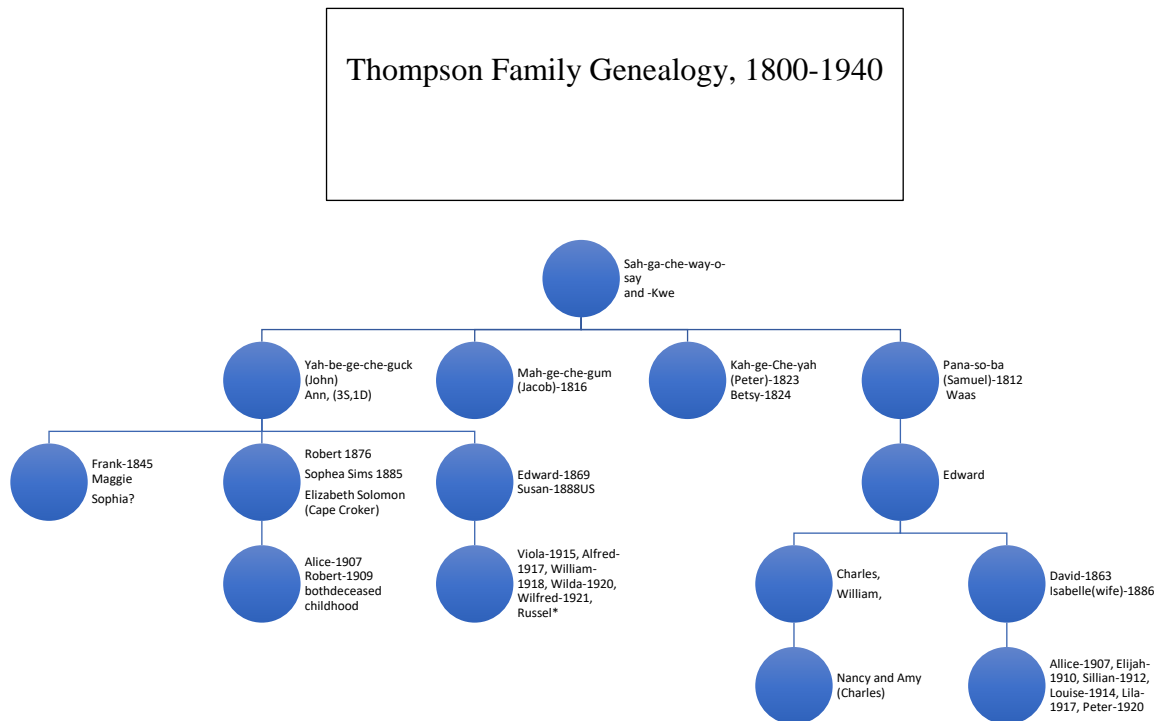 Thompson Family Genealogy, 1800-1940
Sah-ga-che-way-o-
say
and -Kwe
Yah-be-ge-che-guck
(John)
Ann, (3S,1D)
Mah-ge-che-gum
(Jacob)-1816
Kah-ge-Che-yah
(Peter)-1823
Betsy-1824
Pana-so-ba
(Samuel)-1812
Waas
Frank-1845
Maggie
Sophia?
Robert 1876
Sophea Sims 1885
Elizabeth Solomon
(Cape Croker)
Edward-1869
Susan-1888US
Edward
Alice-1907
Robert-1909
bothdeceased
childhood
Viola-1915, Alfred-
1917, William-
1918, Wilda-1920,
Wilfred-1921,
Russel*
Charles,
William,
David-1863
Isabelle(wife)-1886
Nancy and Amy
(Charles)
Allice-1907, Elijah-
1910, Sillian-1912,
Louise-1914, Lila-
1917, Peter-1920